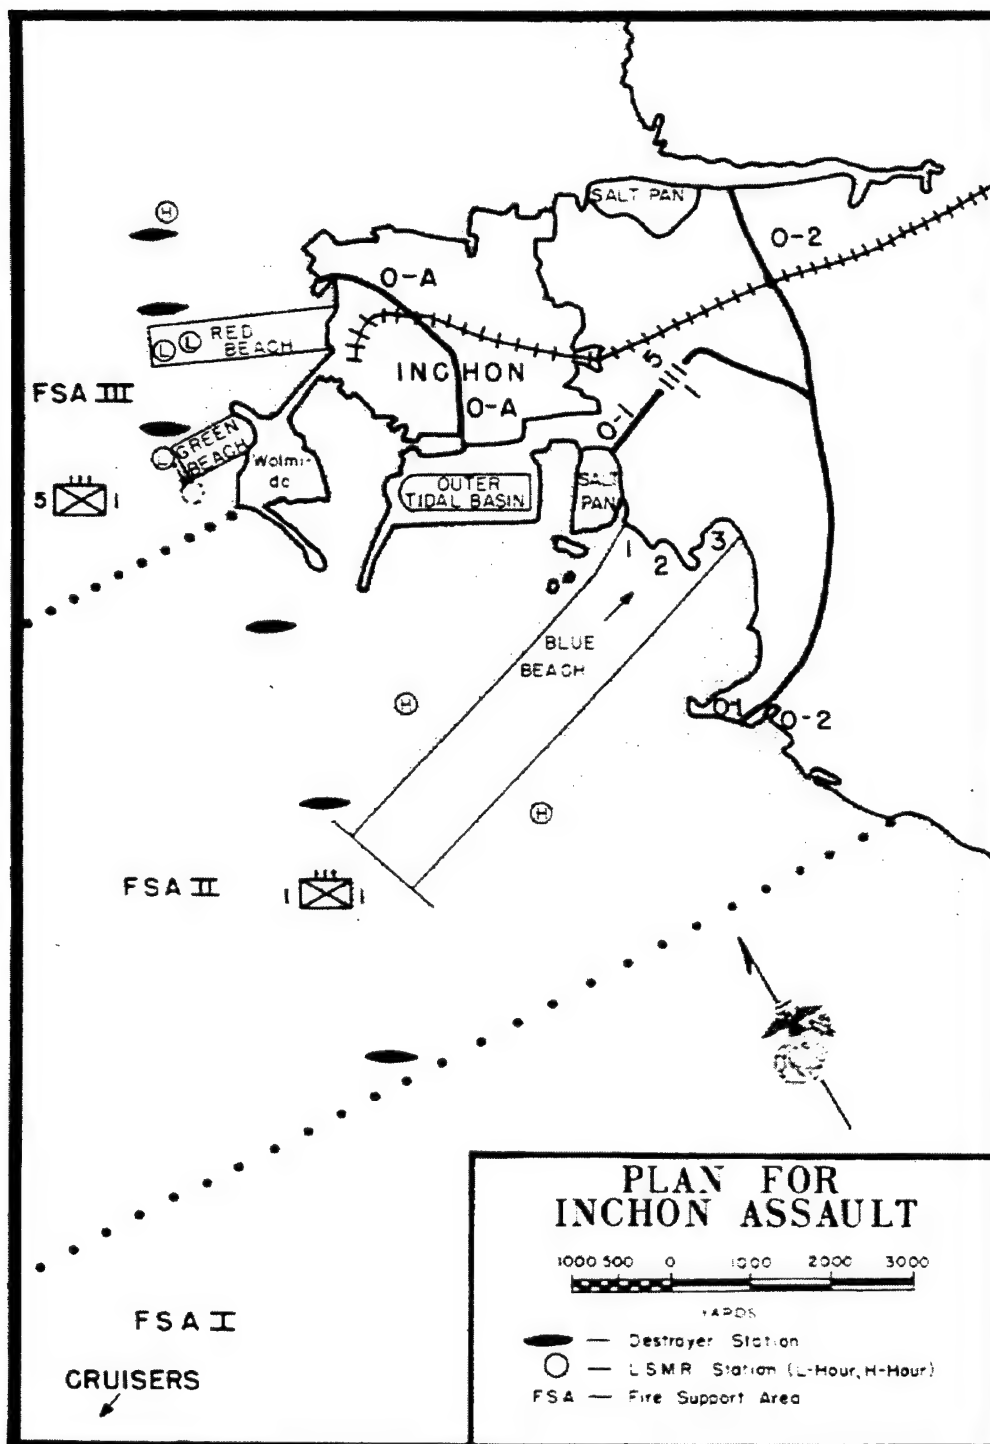 SALT PAN
H
O-2
O-A
RED
BEACH
L
L
FSA III
INCHON
5
1
O-1
O-A
GREEN
BEACH
L
Wolmi-
do
OUTER
TIDAL BASIN
SALT
PAN
5
1
1
2
3
BLUE
BEACH
H
O-1
O-2
H
FSA II
1
1
PLAN FOR
INCHON ASSAULT
1000 500 0 1000 2000 3000
YARDS
— Destroyer Station
— LSMR Station (L-Hour, H-Hour)
FSA — Fire Support Area
FSA I
CRUISERS